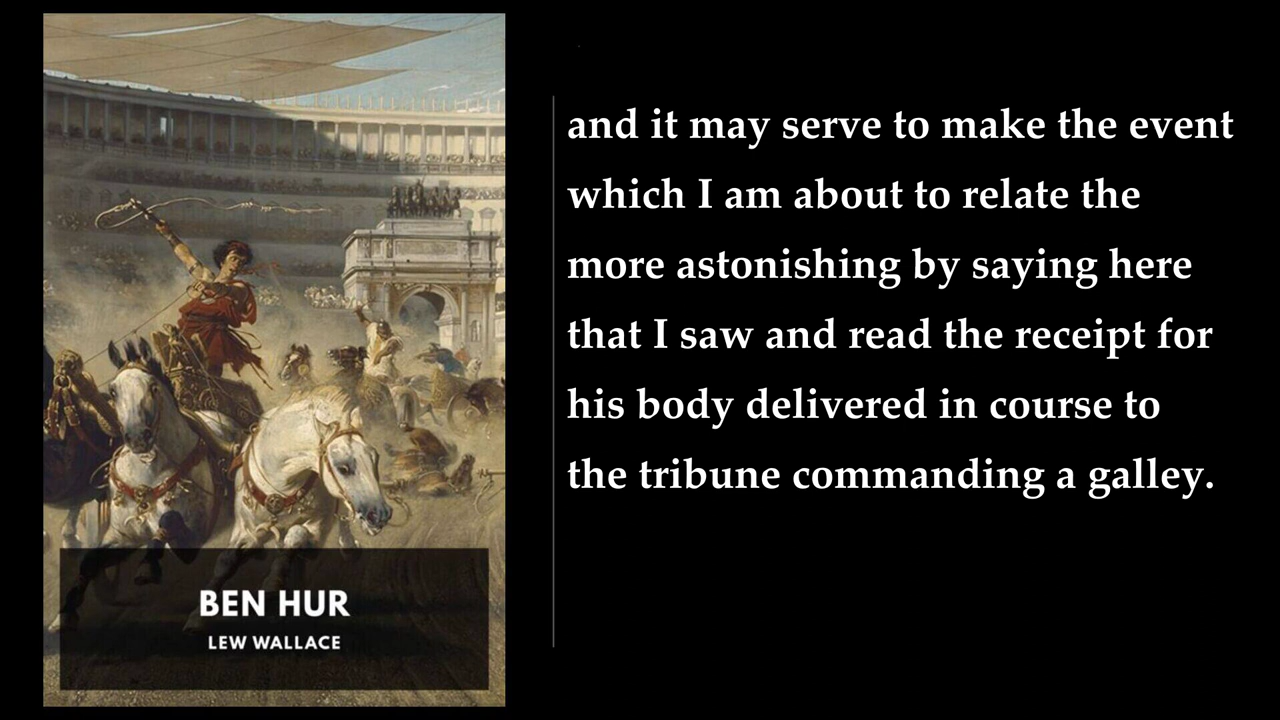 BEN HUR
LEW WALLACE
and it may serve to make the event
which I am about to relate the
more astonishing by saying here
that I saw and read the receipt for
his body delivered in course to
the tribune commanding a galley.